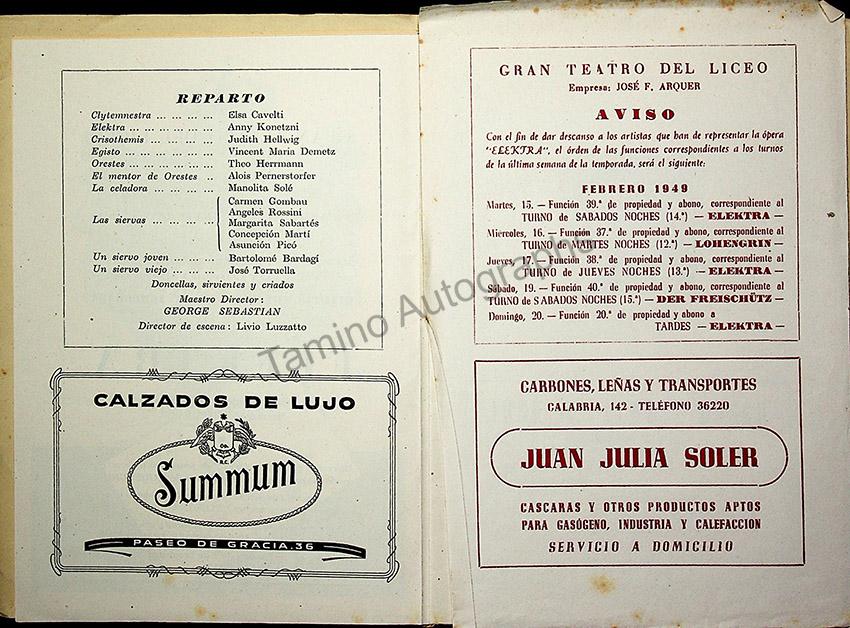 REPARTO
Clytemnestra ... ... ... ... Elsa Cavelti
Elektra ... ... ... ... ... ... Anny Konetzni
Crisothemis ... ... ... ... Judith Hellwig
Egisto ... ... ... ... ... ... Vincent Maria Demetz
Orestes ... ... ... ... ... ... Theo Herrmann
El mentor de Orestes .. Alois Pernerstorfer
La celadora ... ... ... ... Manolita Solé
Las siervas ... ... ... ... ...
Carmen Gombau
Angeles Rossini
Margarita Sabartés
Concepción Martí
Asunción Picó
Un siervo joven ... ... ... Bartolomé Bardagí
Un siervo viejo ... ... ... José Torruella
Doncellas, sirvientes y criados
Maestro Director:
GEORGE SEBASTIAN
Director de escena: Livio Luzzatto
CALZADOS DE LUJO
Summum
PASEO DE GRACIA.36
GRAN TEATRO DEL LICEO
Empresa: JOSÉ F. ARQUER
AVISO
Con el fin de dar descanso a los artistas que han de representar la ópera
"ELEKTRA", el órden de las funciones correspondientes a los turnos
de la última semana de la temporada, será el siguiente:
FEBRERO 1949
Martes, 15. — Función 39.ª de propiedad y abono, correspondiente al
TURNO de SABADOS NOCHES (14.ª) — ELEKTRA —
Miercoles, 16. — Función 37.ª de propiedad y abono, correspondiente al
TURNO de MARTES NOCHES (12.ª) — LOHENGRIN —
Jueves, 17. — Función 38.ª de propiedad y abono, correspondiente al
TURNO de JUEVES NOCHES (13.ª) — ELEKTRA —
Sábado, 19. — Función 40.ª de propiedad y abono, correspondiente al
TURNO de SABADOS NOCHES (15.ª) — DER FREISCHÜTZ —
Domingo, 20. — Función 20.ª de propiedad y abono a
TARDES — ELEKTRA —
CARBONES, LEÑAS Y TRANSPORTES
CALABRIA, 142 - TELÉFONO 36220
JUAN JULIA SOLER
CASCARAS Y OTROS PRODUCTOS APTOS
PARA GASÓGENO, INDUSTRIA Y CALEFACCION
SERVICIO A DOMICILIO
Tamino Autographs